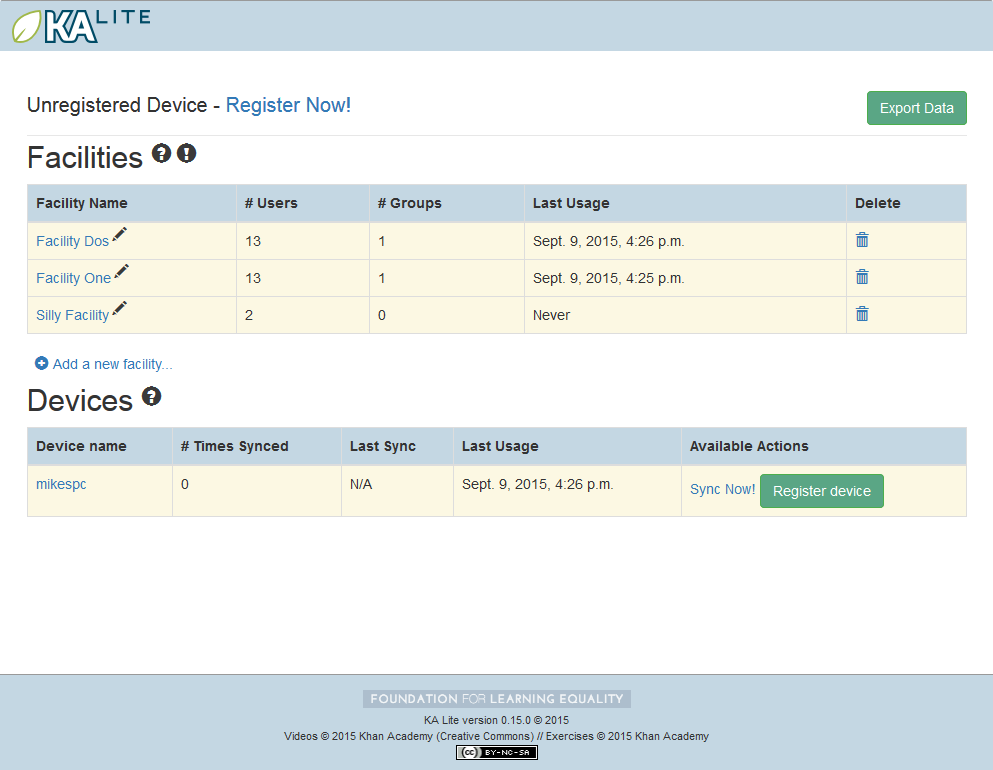 KA LITE
Unregistered Device - Register Now!
Export Data
Facilities ? !
Facility Name # Users # Groups Last Usage Delete
Facility Dos 13 1 Sept. 9, 2015, 4:26 p.m.
Facility One 13 1 Sept. 9, 2015, 4:25 p.m.
Silly Facility 2 0 Never
Add a new facility...
Devices ?
Device name # Times Synced Last Sync Last Usage Available Actions
mikespc 0 N/A Sept. 9, 2015, 4:26 p.m. Sync Now! Register device
FOUNDATION FOR LEARNING EQUALITY
KA Lite version 0.15.0 © 2015
Videos © 2015 Khan Academy (Creative Commons) // Exercises © 2015 Khan Academy
cc BY-NC-SA